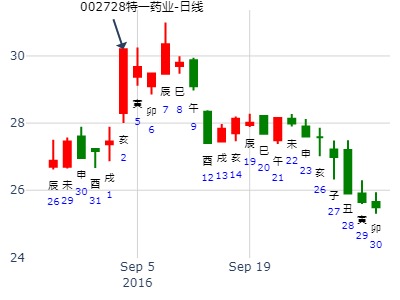 002728特一药业-日线
30
28
26
24
辰
26
未
29
申
30
酉
31
戌
1
亥
2
寅
5
卯
6
辰
7
巳
8
午
9
酉
12
戌
13
亥
14
辰
19
巳
20
午
21
未
22
申
23
亥
26
子
27
丑
28
寅
29
卯
30
Sep 5
2016
Sep 19